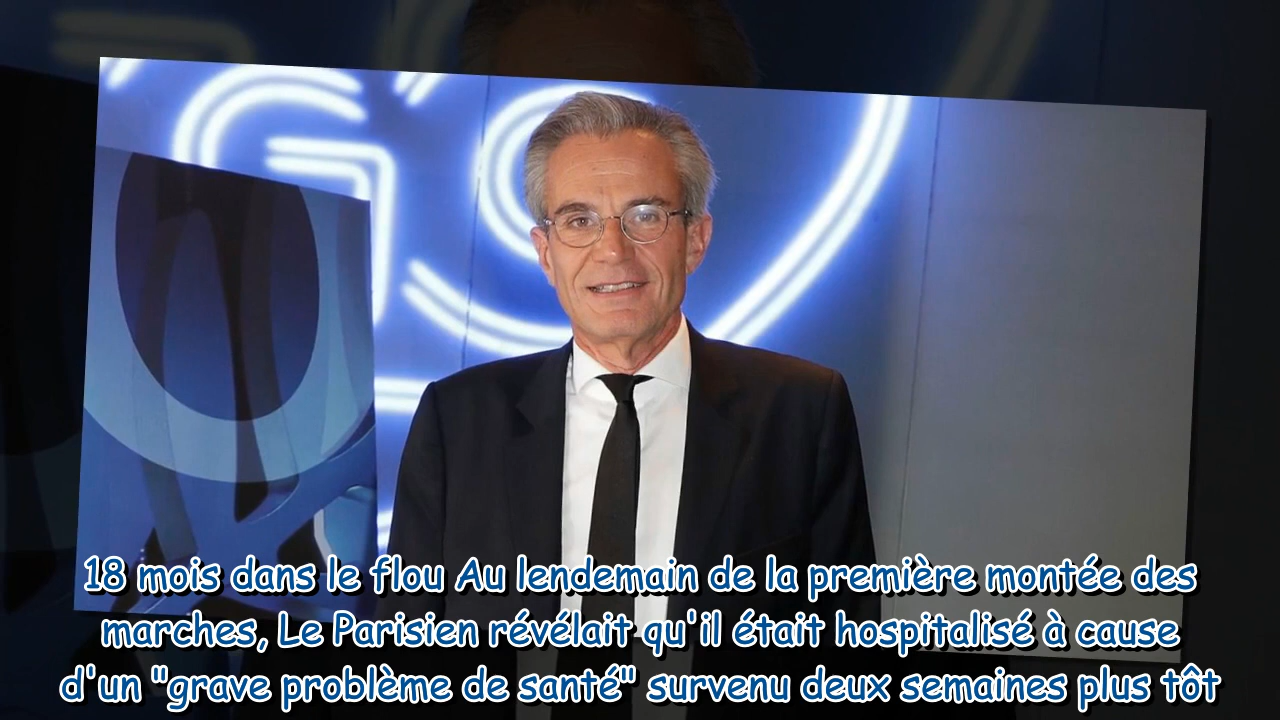 18 mois dans le flou Au lendemain de la première montée des
marches, Le Parisien révélait qu'il était hospitalisé à cause
d'un "grave problème de santé" survenu deux semaines plus tôt